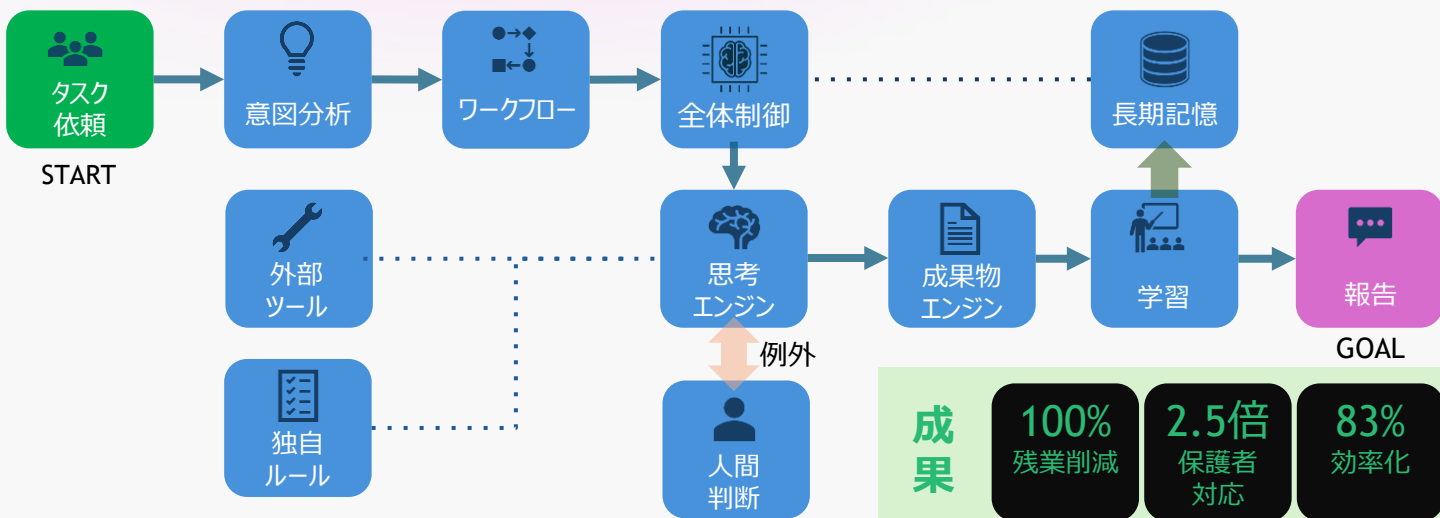 タスク
依頼
START
意図分析
ワークフロー
全体制御
長期記憶
外部
ツール
思考
エンジン
成果物
エンジン
学習
報告
GOAL
例外
独自
ルール
人間
判断
成
果
100%
残業削減
2.5倍
保護者
対応
83%
効率化